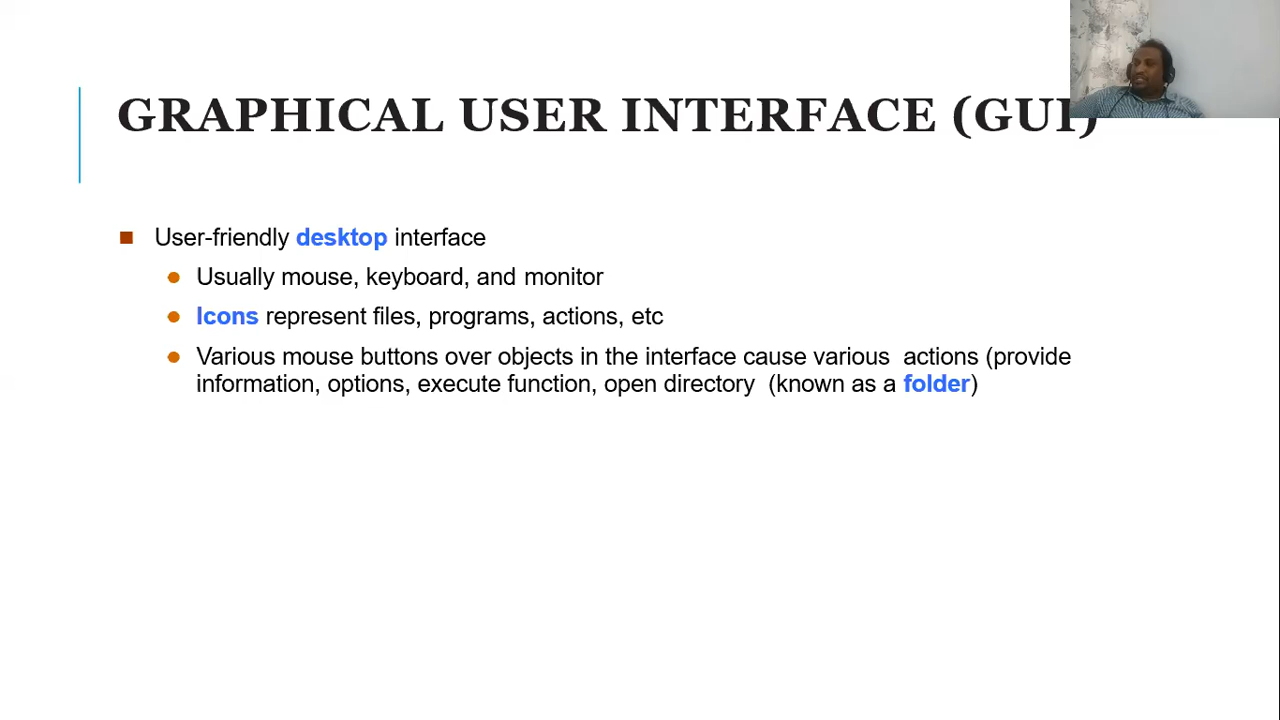 GRAPHICAL USER INTERFACE (GUI)
User-friendly desktop interface
Usually mouse, keyboard, and monitor
Icons represent files, programs, actions, etc
Various mouse buttons over objects in the interface cause various actions (provide
information, options, execute function, open directory (known as a folder)